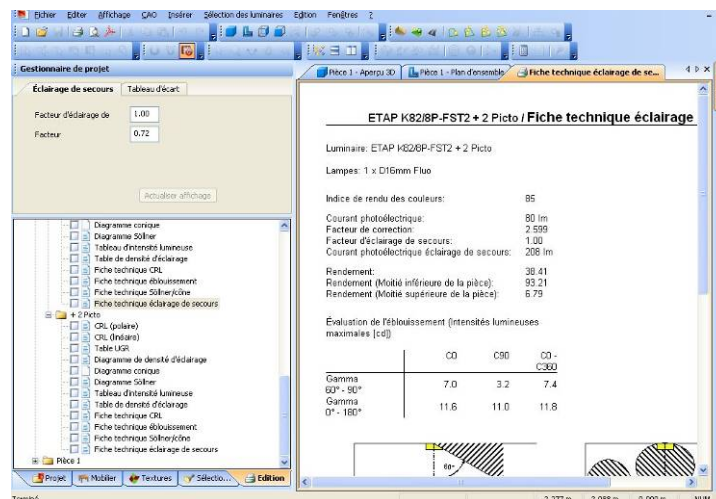 Fichier Editer Affichage CAO Insérer Sélection des luminaires Edition Fenêtres ?
Gestionnaire de projet
Pièce 1 - Aperçu 3D Pièce 1 - Plan d'ensemble Fiche technique éclairage de se...
Éclairage de secours Tableau d'écart
Facteur d'éclairage de 1.00
Facteur 0.72
Actualiser affichage
Diagramme conique
Diagramme Söllner
Tableau d'intensité lumineuse
Table de densité d'éclairage
Fiche technique CRL
Fiche technique éblouissement
Fiche technique Söllner/cône
Fiche technique éclairage de secours
+ 2 Picto
CRL (polaire)
CRL (linéaire)
Table UGR
Diagramme de densité d'éclairage
Diagramme conique
Diagramme Söllner
Tableau d'intensité lumineuse
Table de densité d'éclairage
Fiche technique CRL
Fiche technique éblouissement
Fiche technique Söllner/cône
Fiche technique éclairage de secours
Pièce 1
Projet Mobilier Textures Sélectio... Edition
ETAP K82/8P-FST2 + 2 Picto / Fiche technique éclairage
Luminaire: ETAP K82/8P-FST2 + 2 Picto
Lampes: 1 x D16mm Fluo
Indice de rendu des couleurs: 85
Courant photoélectrique: 80 lm
Facteur de correction: 2.599
Facteur d'éclairage de secours: 1.00
Courant photoélectrique éclairage de secours: 208 lm
Rendement: 38.41
Rendement (Moitié inférieure de la pièce): 93.21
Rendement (Moitié supérieure de la pièce): 6.79
Évaluation de l'éblouissement (Intensités lumineuses
maximales [cd])
C0 C90 C0 -
C360
Gamma
60° - 90° 7.0 3.2 7.4
Gamma
0° - 180° 11.6 11.0 11.8
60°
Terminé 2.088 m 0.000 m NUM